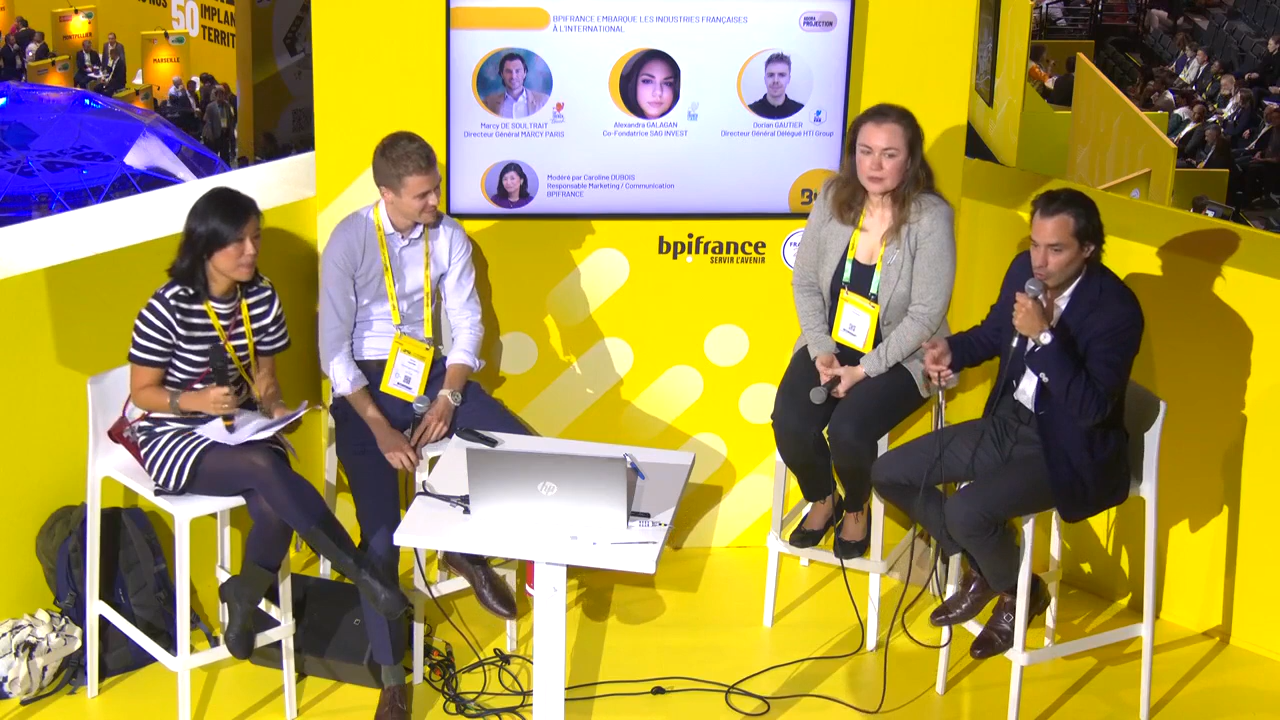 50
IMPLAN
TERRIT
MONTPELLIER
MARSEILLE
BPIFRANCE EMBARQUE LES INDUSTRIES FRANÇAISES
À L'INTERNATIONAL
AGORA
PROJECTION
Marcy DE SOULTRAIT
Directeur Général MARCY PARIS
Alexandra GALAGAN
Co-Fondatrice SAG INVEST
Dorian GAUTIER
Directeur Général Délégué HTI Group
Modéré par Caroline DUBOIS
Responsable Marketing / Communication
BPIFRANCE
bpifrance
SERVIR L'AVENIR
hp